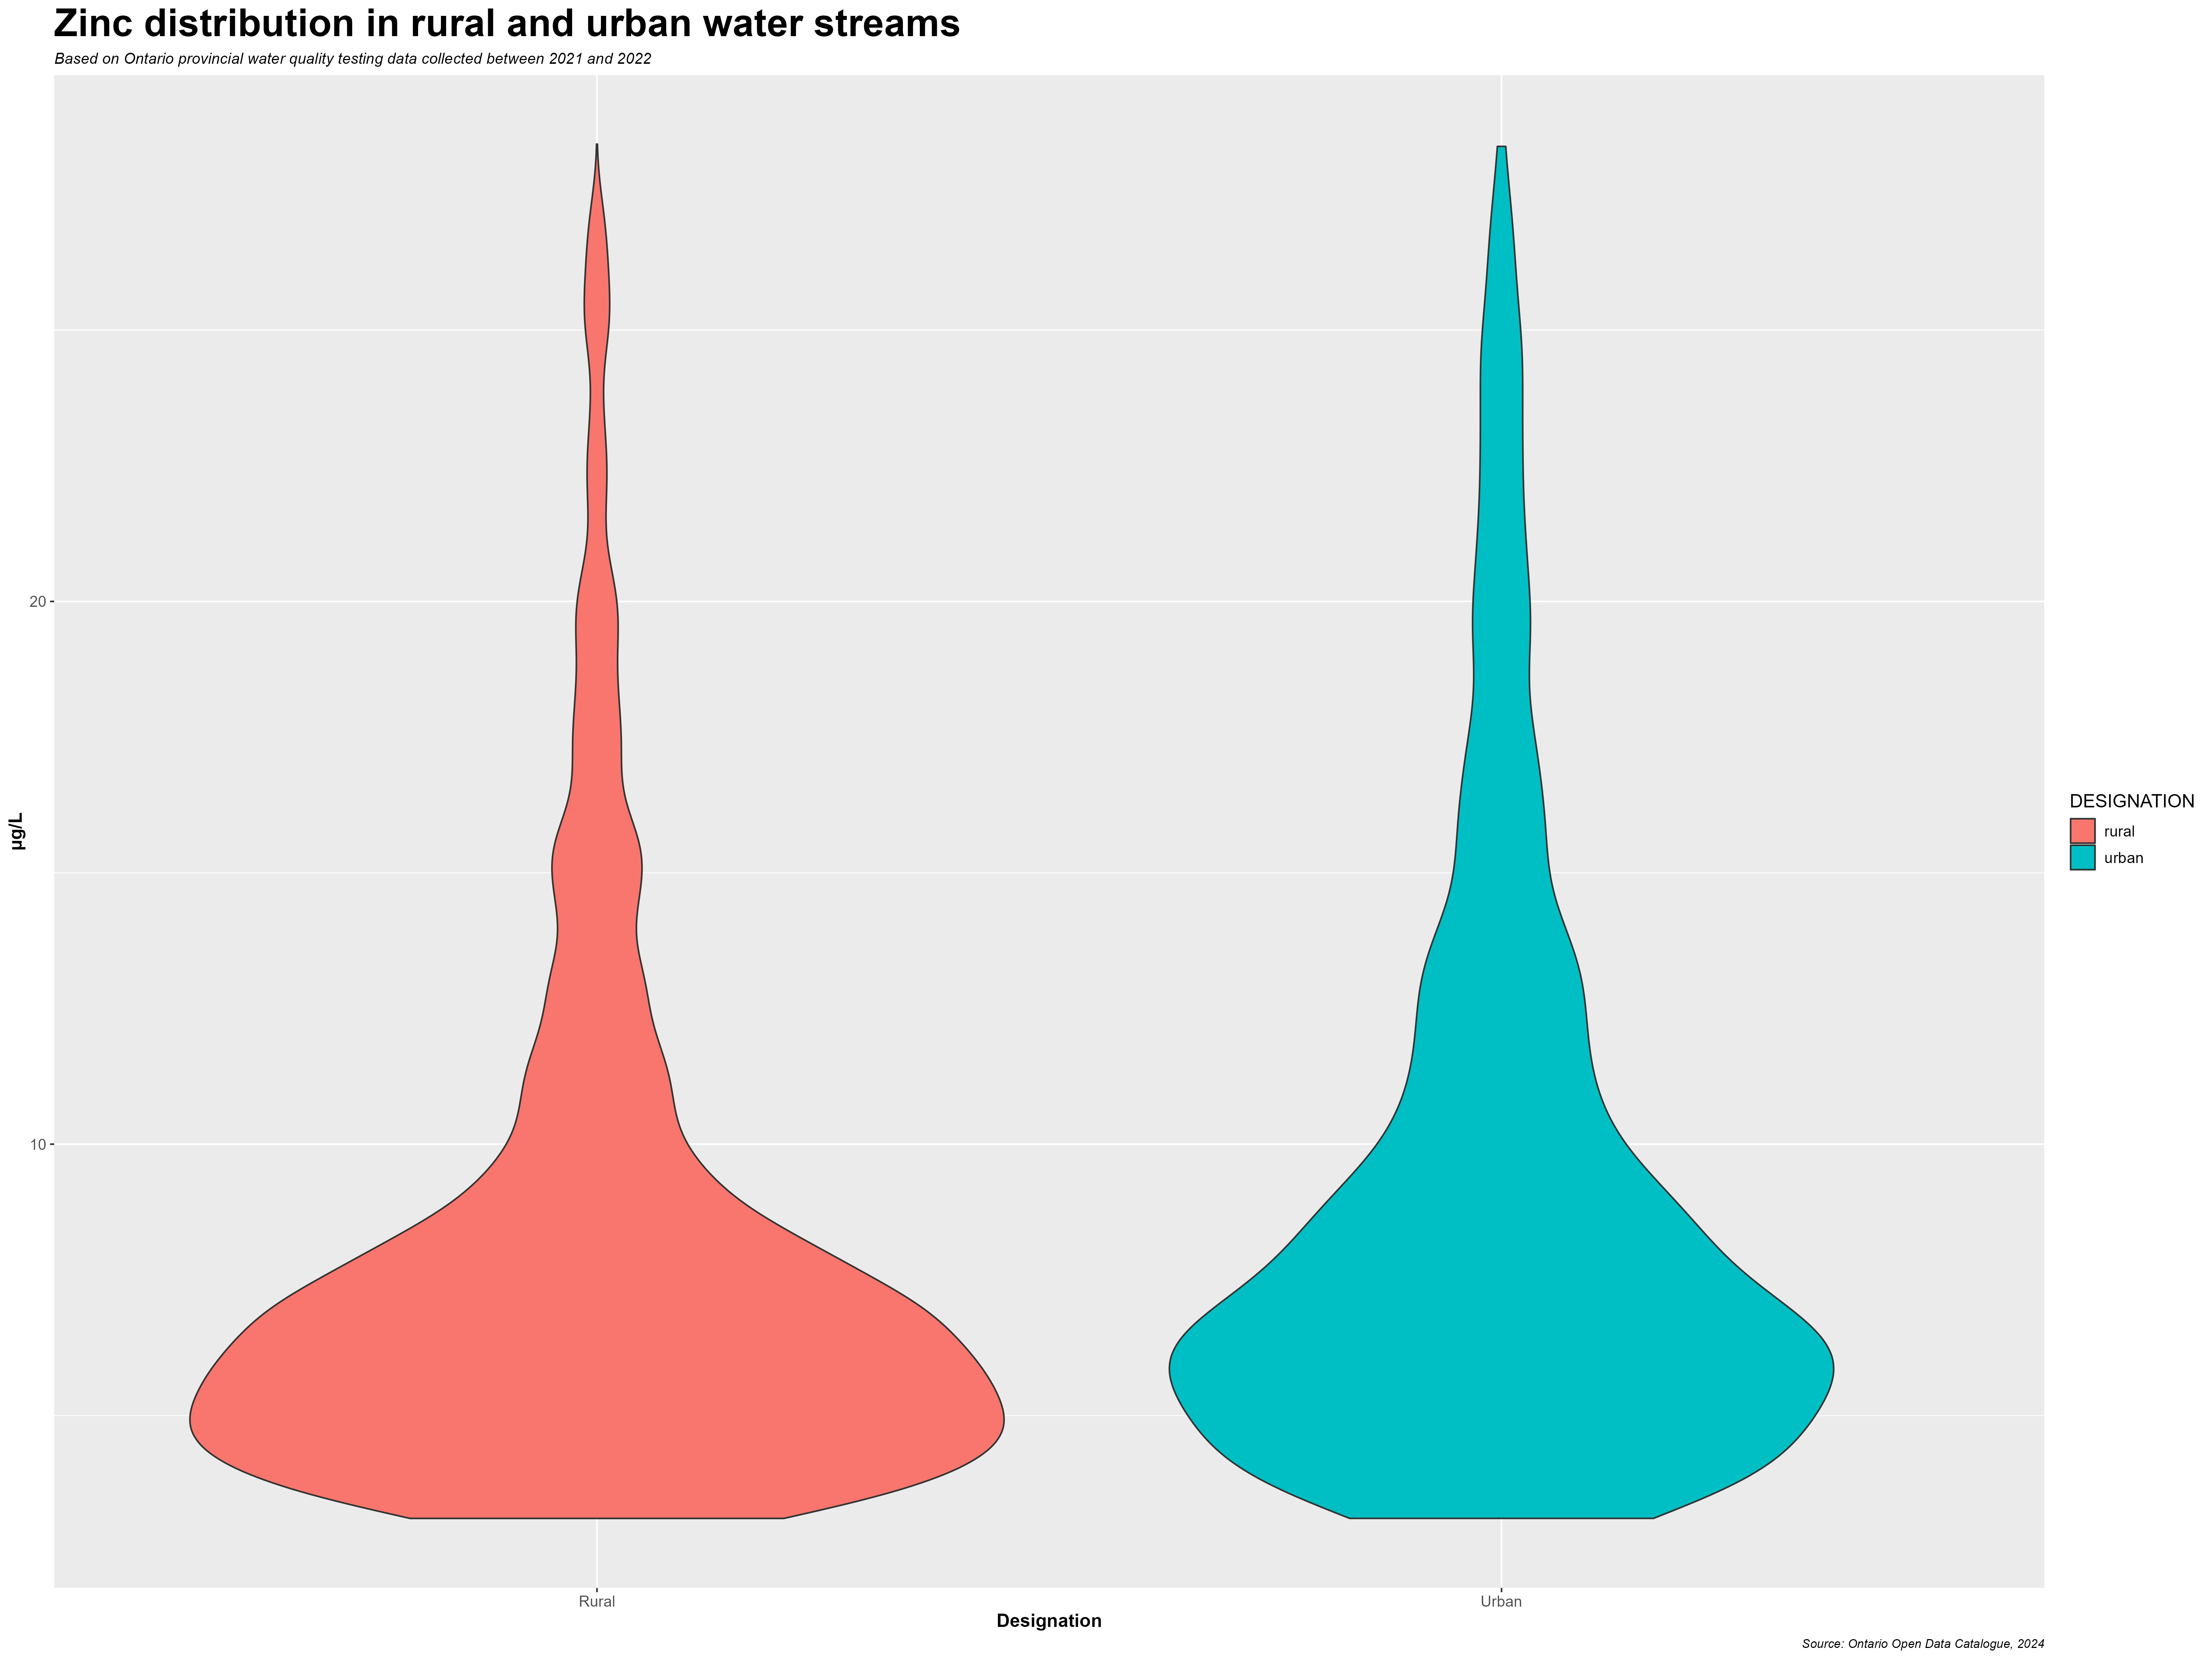 Zinc distribution in rural and urban water streams
Based on Ontario provincial water quality testing data collected between 2021 and 2022
20
10
µg/L
DESIGNATION
rural
urban
Rural
Urban
Designation
Source: Ontario Open Data Catalogue, 2024